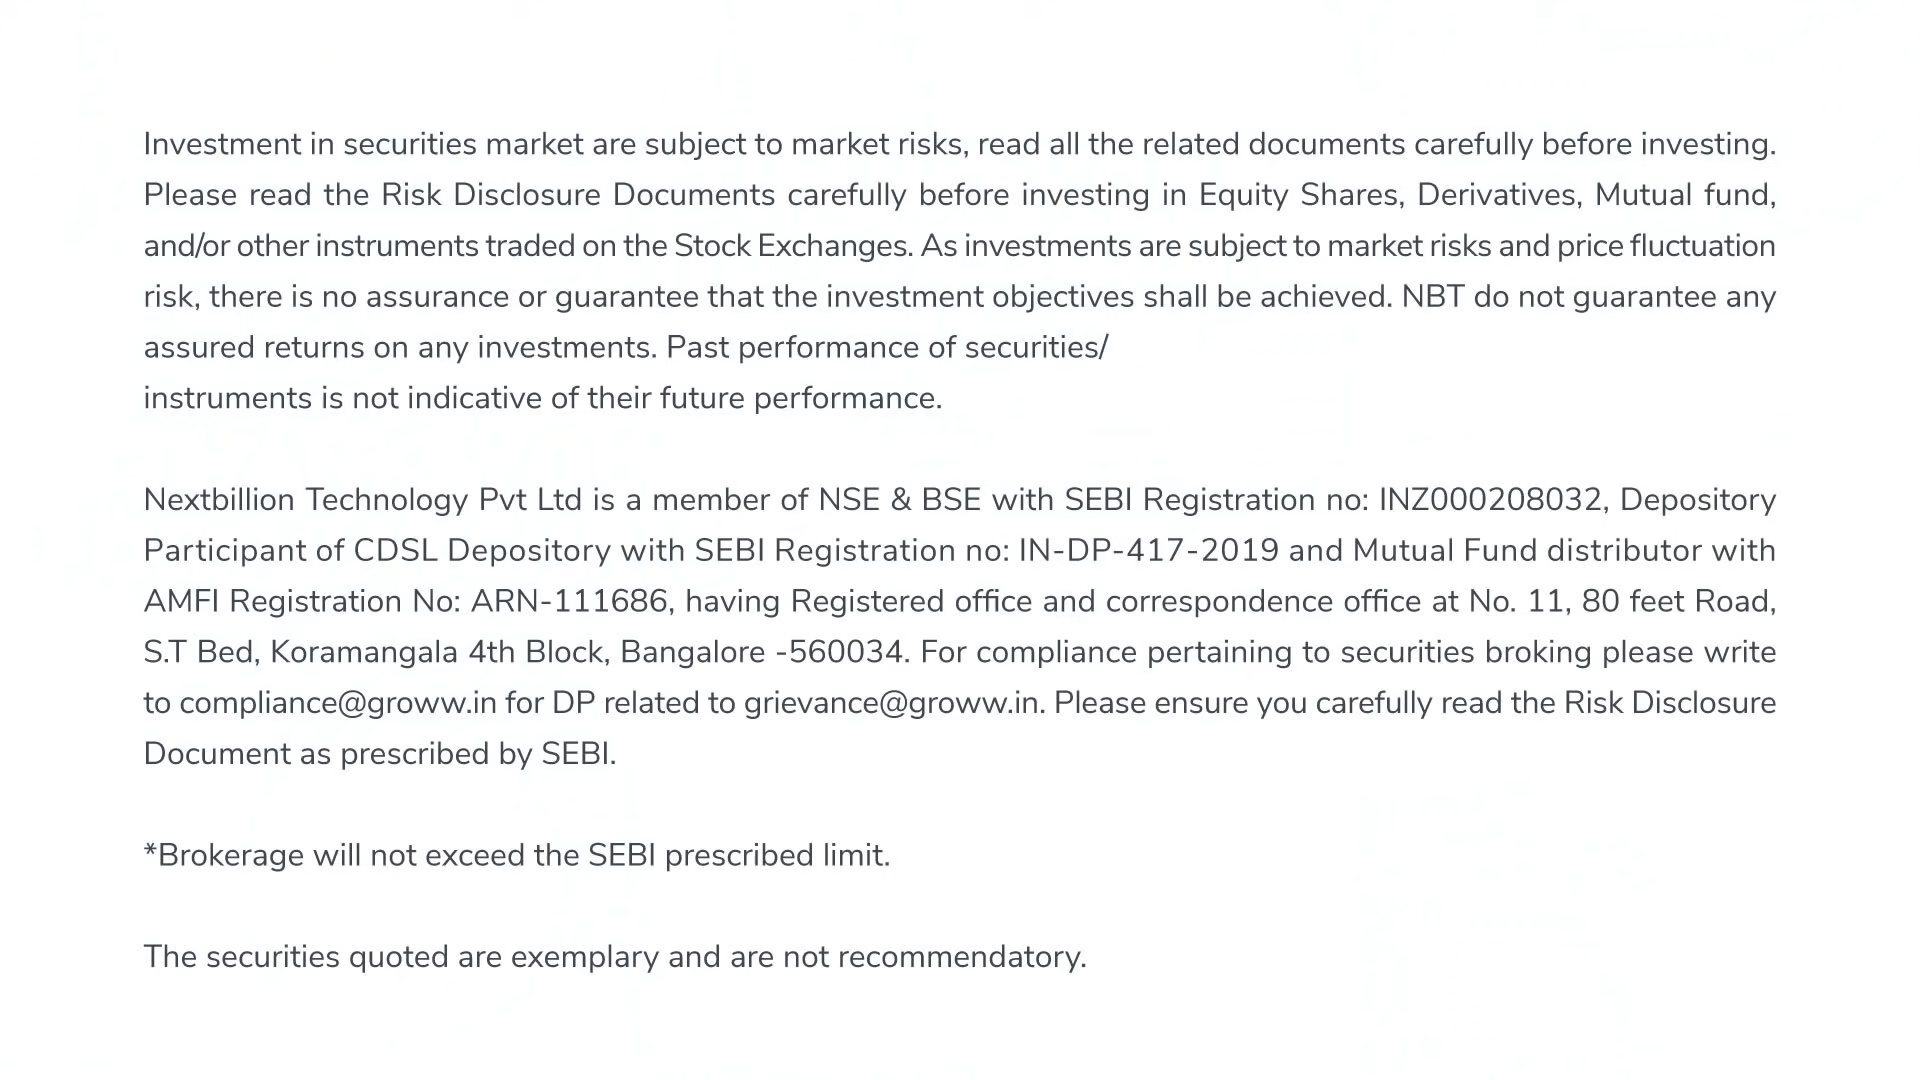 Investment in securities market are subject to market risks, read all the related documents carefully before investing.
Please read the Risk Disclosure Documents carefully before investing in Equity Shares, Derivatives, Mutual fund,
and/or other instruments traded on the Stock Exchanges. As investments are subject to market risks and price fluctuation
risk, there is no assurance or guarantee that the investment objectives shall be achieved. NBT do not guarantee any
assured returns on any investments. Past performance of securities/
instruments is not indicative of their future performance.
Nextbillion Technology Pvt Ltd is a member of NSE & BSE with SEBI Registration no: INZ000208032, Depository
Participant of CDSL Depository with SEBI Registration no: IN-DP-417-2019 and Mutual Fund distributor with
AMFI Registration No: ARN-111686, having Registered office and correspondence office at No. 11, 80 feet Road,
S.T Bed, Koramangala 4th Block, Bangalore -560034. For compliance pertaining to securities broking please write
to compliance@groww.in for DP related to grievance@groww.in. Please ensure you carefully read the Risk Disclosure
Document as prescribed by SEBI.
*Brokerage will not exceed the SEBI prescribed limit.
The securities quoted are exemplary and are not recommendatory.